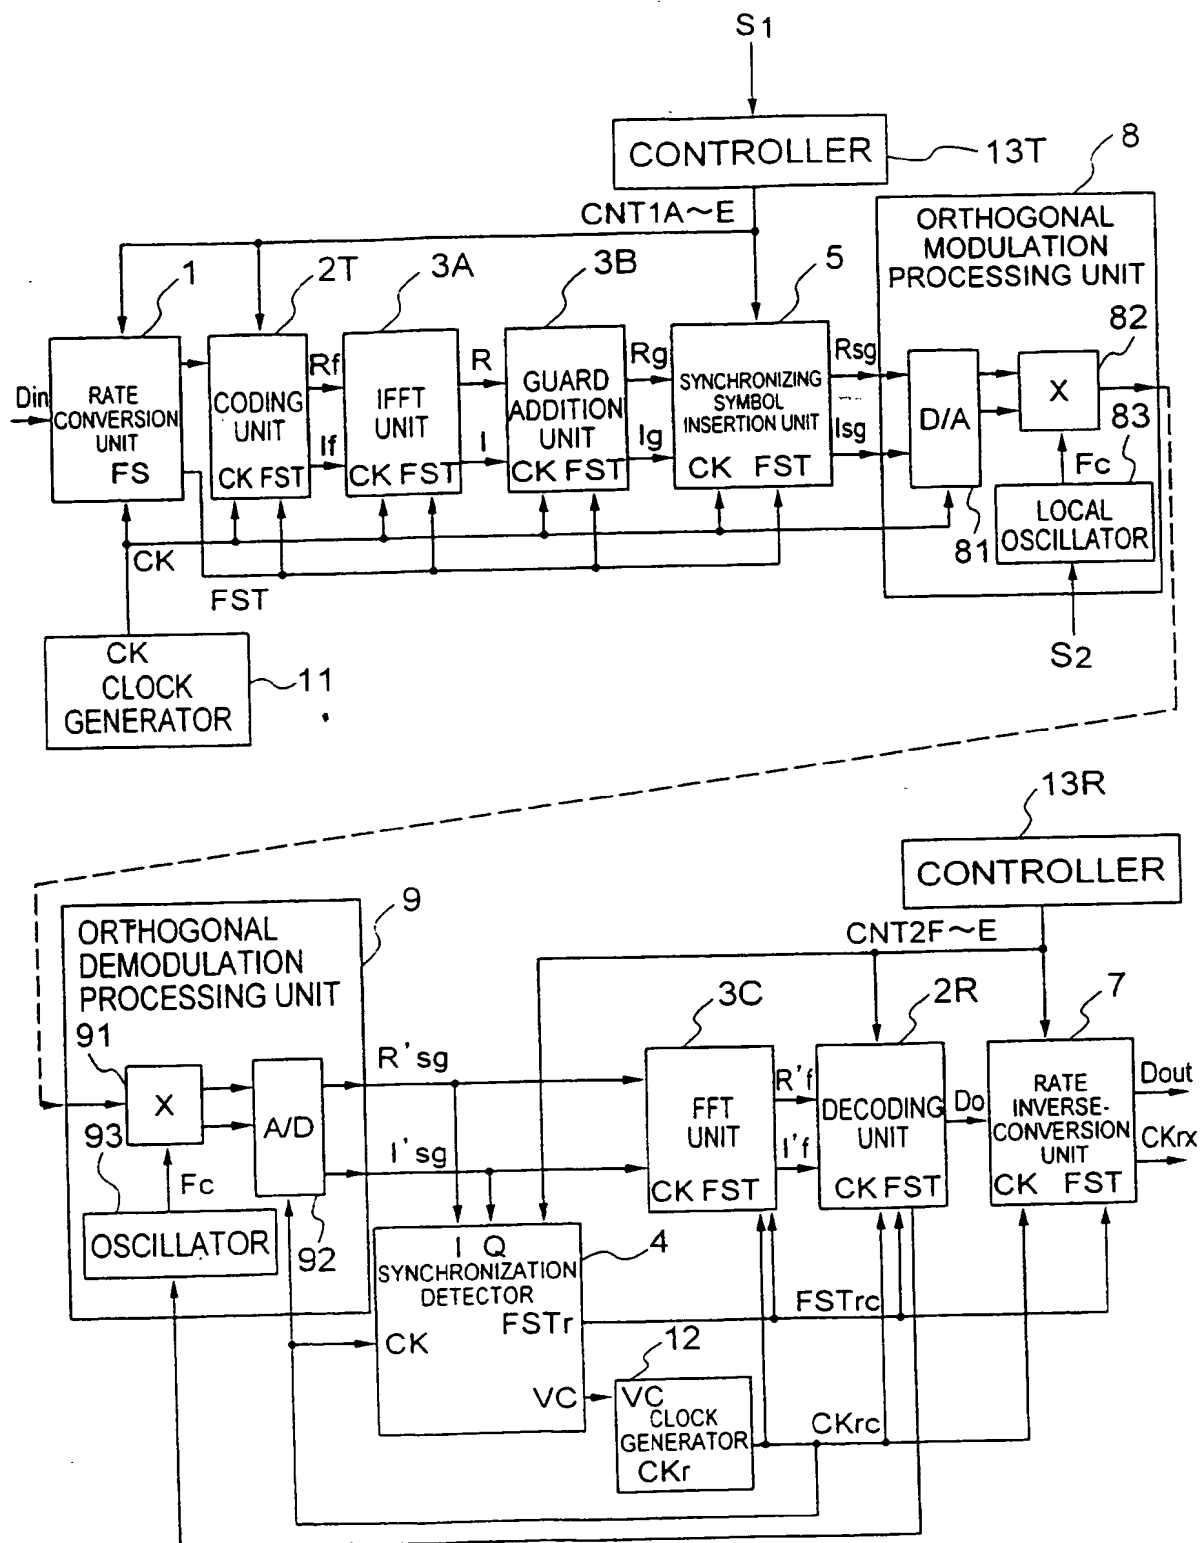 S1
CONTROLLER
13T
8
CNT1A～E
ORTHOGONAL
MODULATION
PROCESSING UNIT
1
2T
3A
3B
5
82
Din
RATE
CONVERSION
UNIT
FS
CODING
UNIT
CK FST
Rf
If
IFFT
UNIT
CK FST
R
I
GUARD
ADDITION
UNIT
CK FST
Rg
Ig
SYNCHRONIZING
SYMBOL
INSERTION UNIT
CK FST
Rsg
Isg
D/A
X
83
Fc
LOCAL
OSCILLATOR
81
CK
FST
S2
CK
CLOCK
GENERATOR
11
13R
CONTROLLER
9
ORTHOGONAL
DEMODULATION
PROCESSING UNIT
CNT2F～E
3C
2R
7
91
X
93
A/D
R'sg
I'sg
Fc
OSCILLATOR
92
FFT
UNIT
CK FST
R'f
I'f
DECODING
UNIT
CK FST
Do
RATE
INVERSE-
CONVERSION
UNIT
CK FST
Dout
CKrx
I Q
4
SYNCHRONIZATION
DETECTOR
FSTr
CK
VC
FSTrc
12
VC
CLOCK
GENERATOR
CKr
CKrc